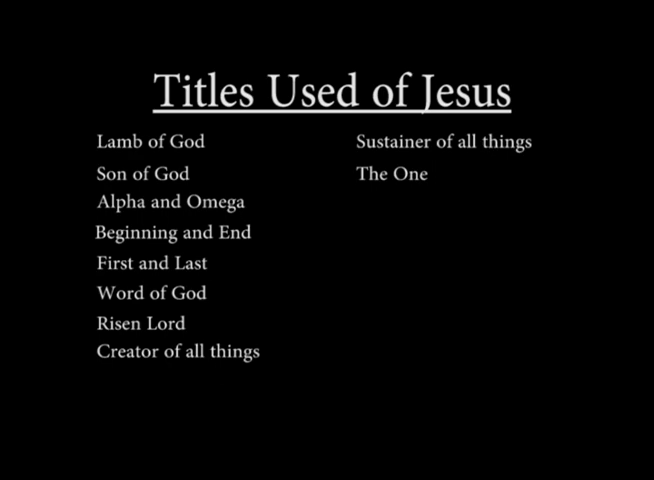 Titles Used of Jesus
Lamb of God
Son of God
Alpha and Omega
Beginning and End
First and Last
Word of God
Risen Lord
Creator of all things
Sustainer of all things
The One